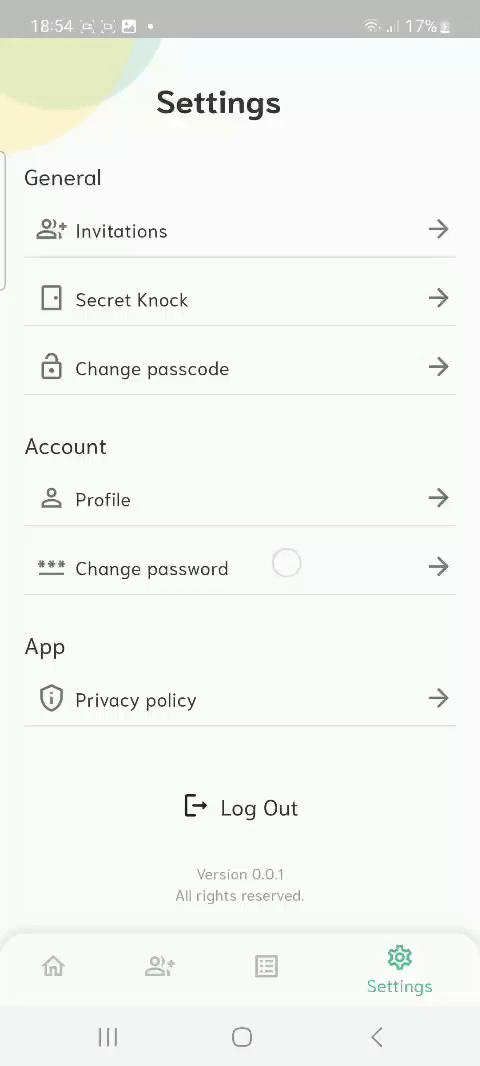 18:54
17%
Settings
General
Invitations
Secret Knock
Change passcode
Account
Profile
*** Change password
App
Privacy policy
Log Out
Version 0.0.1
All rights reserved.
Settings